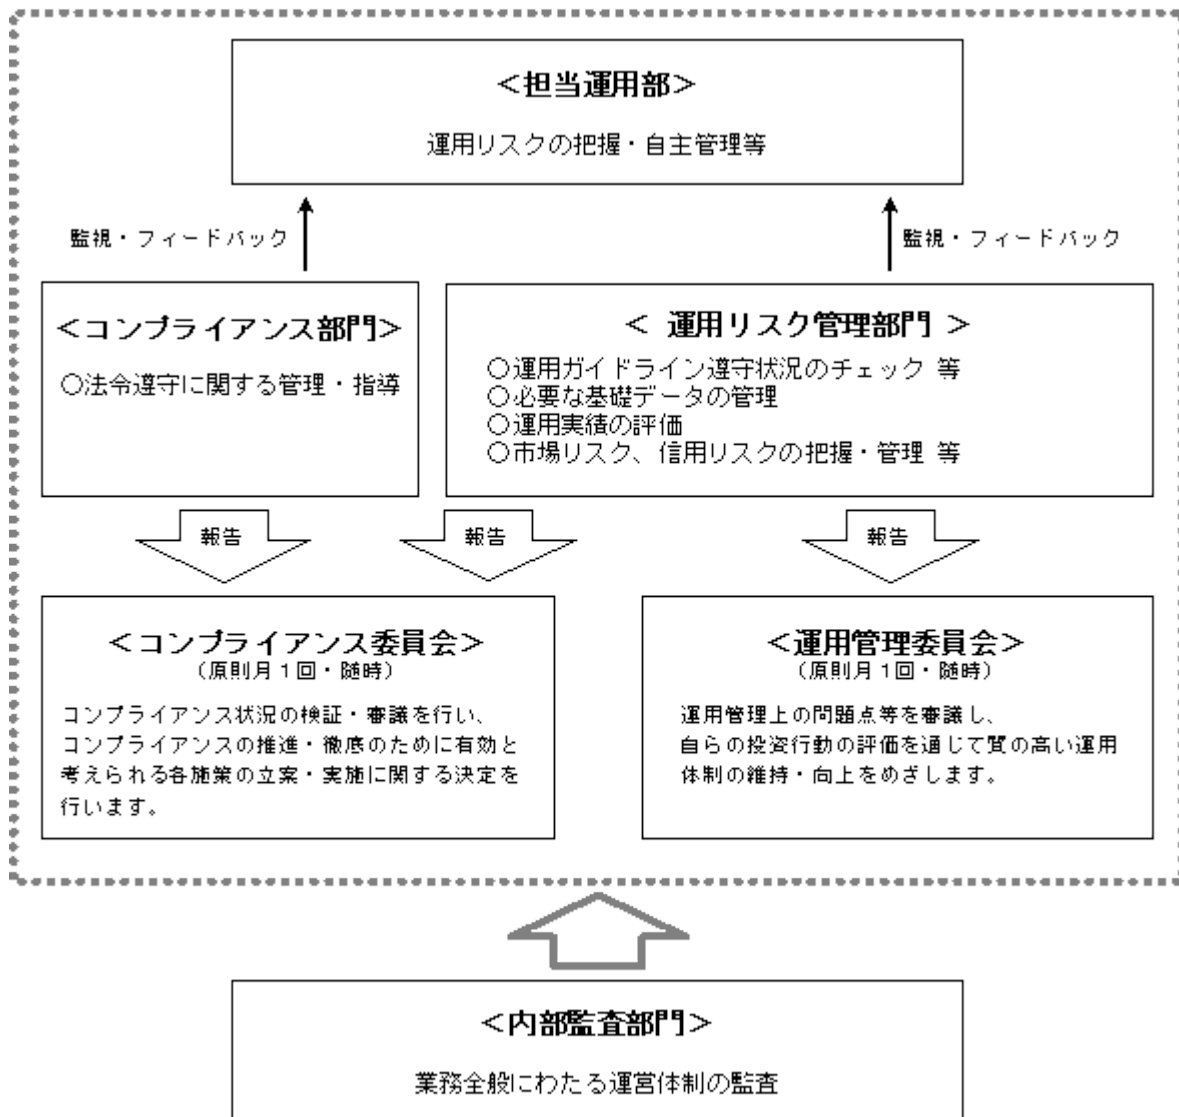 ＜担当運用部＞
運用リスクの把握・自主管理等
監視・フィードバック
監視・フィードバック
＜コンプライアンス部門＞
○法令遵守に関する管理・指導
＜ 運用リスク管理部門 ＞
○運用ガイドライン遵守状況のチェック 等
○必要な基礎データの管理
○運用実績の評価
○市場リスク、信用リスクの把握・管理 等
報告
報告
報告
＜コンプライアンス委員会＞
（原則月１回・随時）
コンプライアンス状況の検証・審議を行い、
コンプライアンスの推進・徹底のために有効と
考えられる各施策の立案・実施に関する決定を
行います。
＜運用管理委員会＞
（原則月１回・随時）
運用管理上の問題点等を審議し、
自らの投資行動の評価を通じて質の高い運用
体制の維持・向上をめざします。
＜内部監査部門＞
業務全般にわたる運営体制の監査